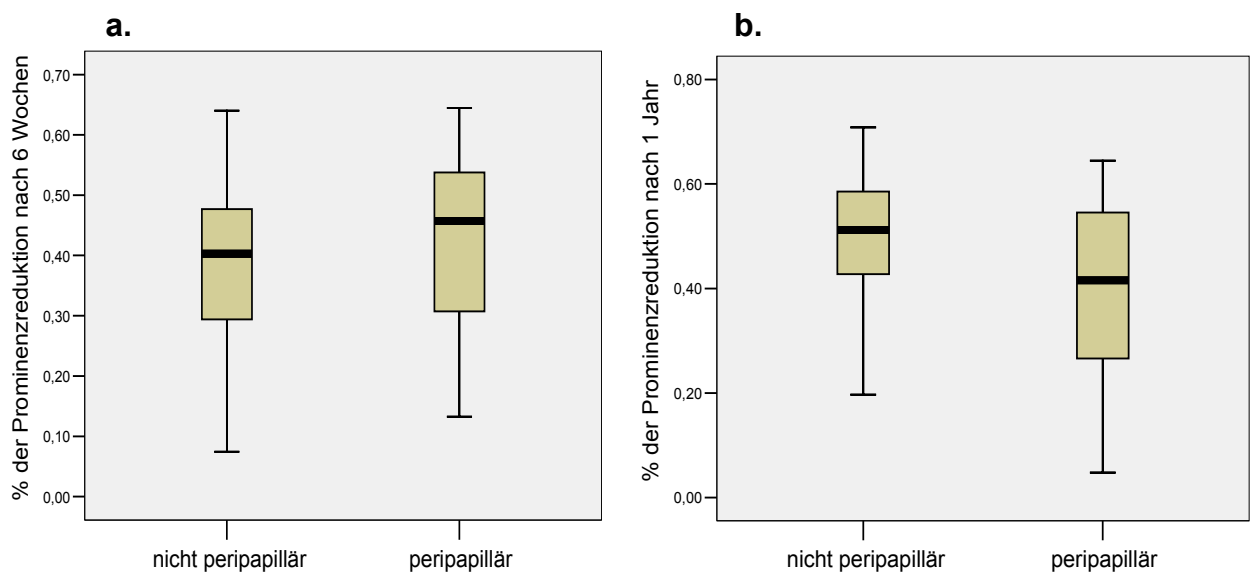 a.
% der Prominenzreduktion nach 6 Wochen
0,70
0,60
0,50
0,40
0,30
0,20
0,10
0,00
nicht peripapillär
peripapillär
b.
% der Prominenzreduktion nach 1 Jahr
0,80
0,60
0,40
0,20
0,00
nicht peripapillär
peripapillär